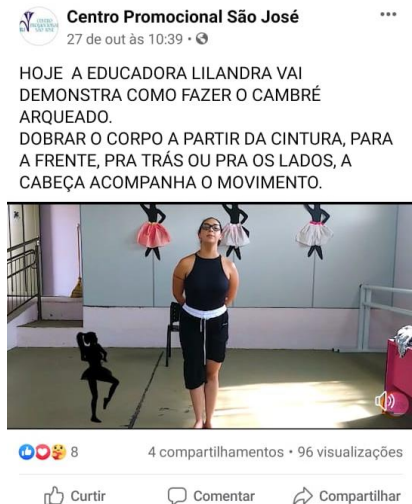 Centro Promocional São José
27 de out às 10:39 •
HOJE A EDUCADORA LILANDRA VAI
DEMONSTRA COMO FAZER O CAMBRÉ
ARQUEADO.
DOBRAR O CORPO A PARTIR DA CINTURA, PARA
A FRENTE, PRA TRÁS OU PRA OS LADOS, A
CABEÇA ACOMPANHA O MOVIMENTO.
8 4 compartilhamentos • 96 visualizações
Curtir Comentar Compartilhar